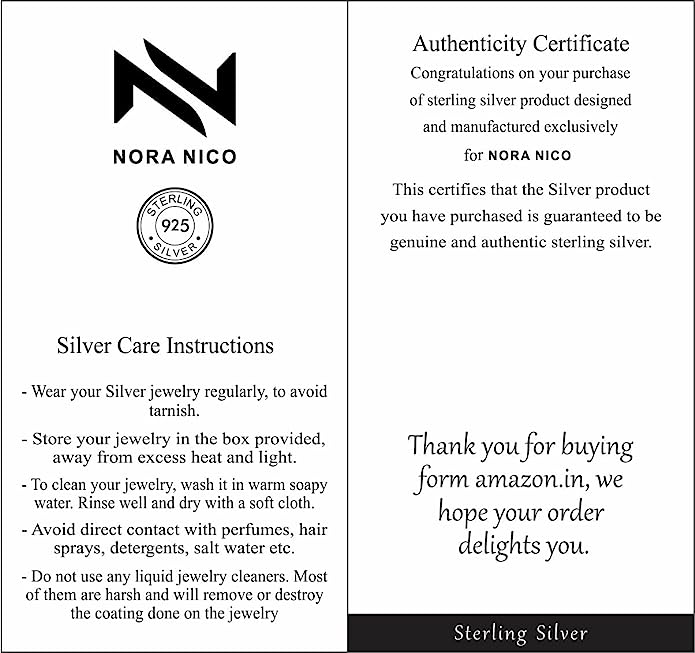 NORA NICO
STERLING
925
SILVER
Silver Care Instructions
- Wear your Silver jewelry regularly, to avoid
tarnish.
- Store your jewelry in the box provided,
away from excess heat and light.
- To clean your jewelry, wash it in warm soapy
water. Rinse well and dry with a soft cloth.
- Avoid direct contact with perfumes, hair
sprays, detergents, salt water etc.
- Do not use any liquid jewelry cleaners. Most
of them are harsh and will remove or destroy
the coating done on the jewelry
Authenticity Certificate
Congratulations on your purchase
of sterling silver product designed
and manufactured exclusively
for NORA NICO
This certifies that the Silver product
you have purchased is guaranteed to be
genuine and authentic sterling silver.
Thank you for buying
form amazon.in, we
hope your order
delights you.
Sterling Silver